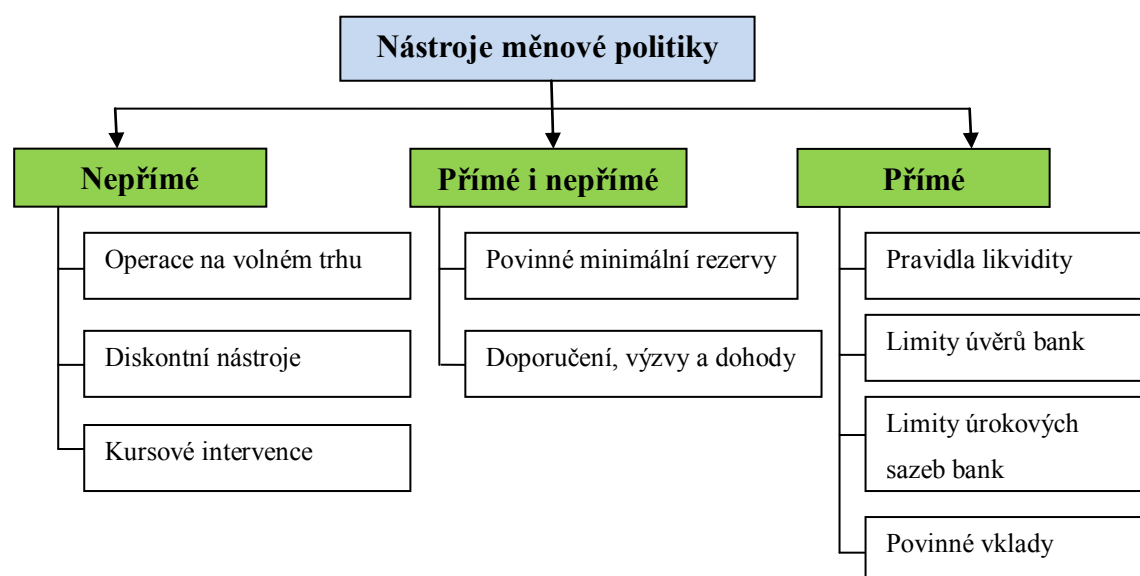 Nástroje měnové politiky
Nepřímé
Operace na volném trhu
Diskontní nástroje
Kursové intervence
Přímé i nepřímé
Povinné minimální rezervy
Doporučení, výzvy a dohody
Přímé
Pravidla likvidity
Limity úvěrů bank
Limity úrokových
sazeb bank
Povinné vklady